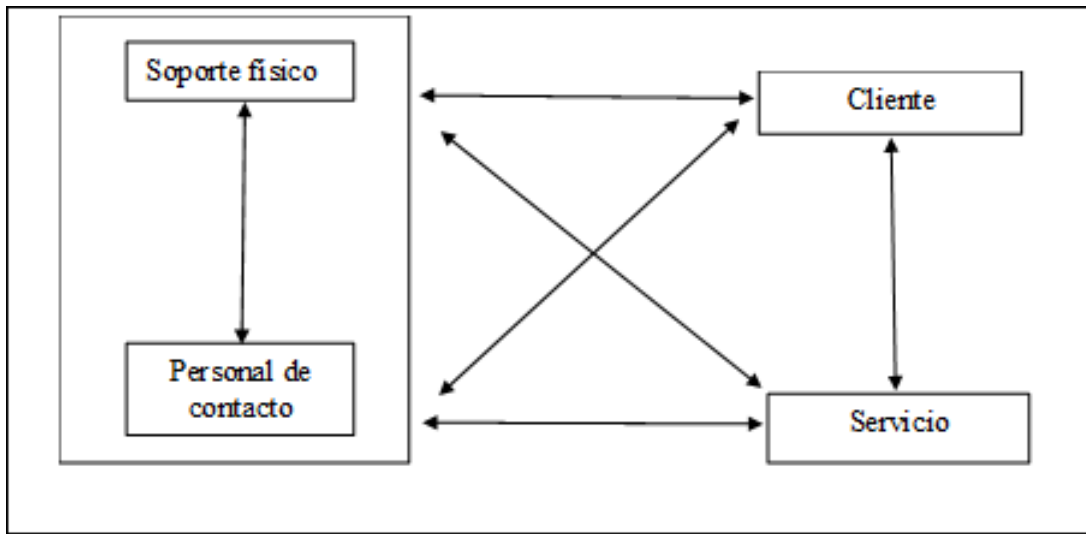 Soporte físico
Cliente
Personal de
contacto
Servicio